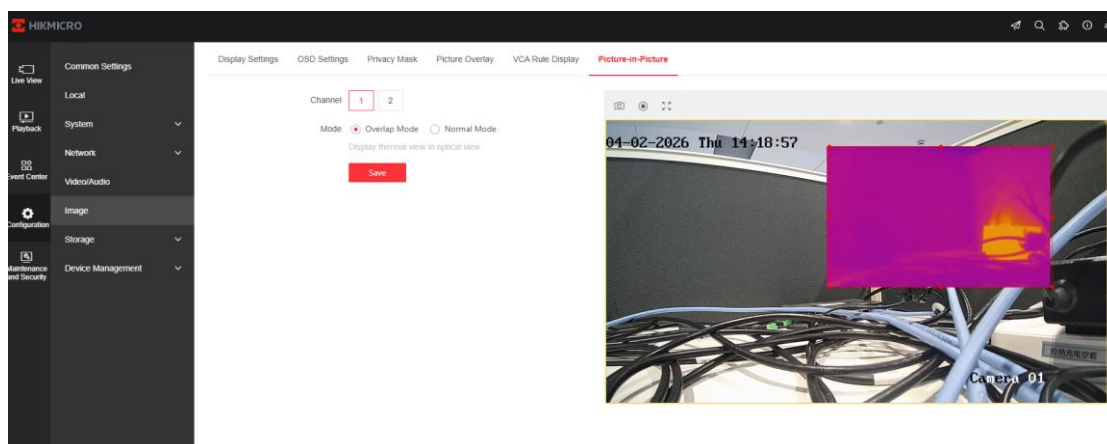 HIKMICRO
Live View
Playback
Event Center
Configuration
Maintenance and Security
Common Settings
Local
System
Network
Video/Audio
Image
Storage
Device Management
Display Settings
OSD Settings
Privacy Mask
Picture Overlay
VCA Rule Display
Picture-in-Picture
Channel 1 2
Mode Overlap Mode Normal Mode
Display thermal view in optical view.
Save
04-02-2026 Thu 14:18:57
Camera 01